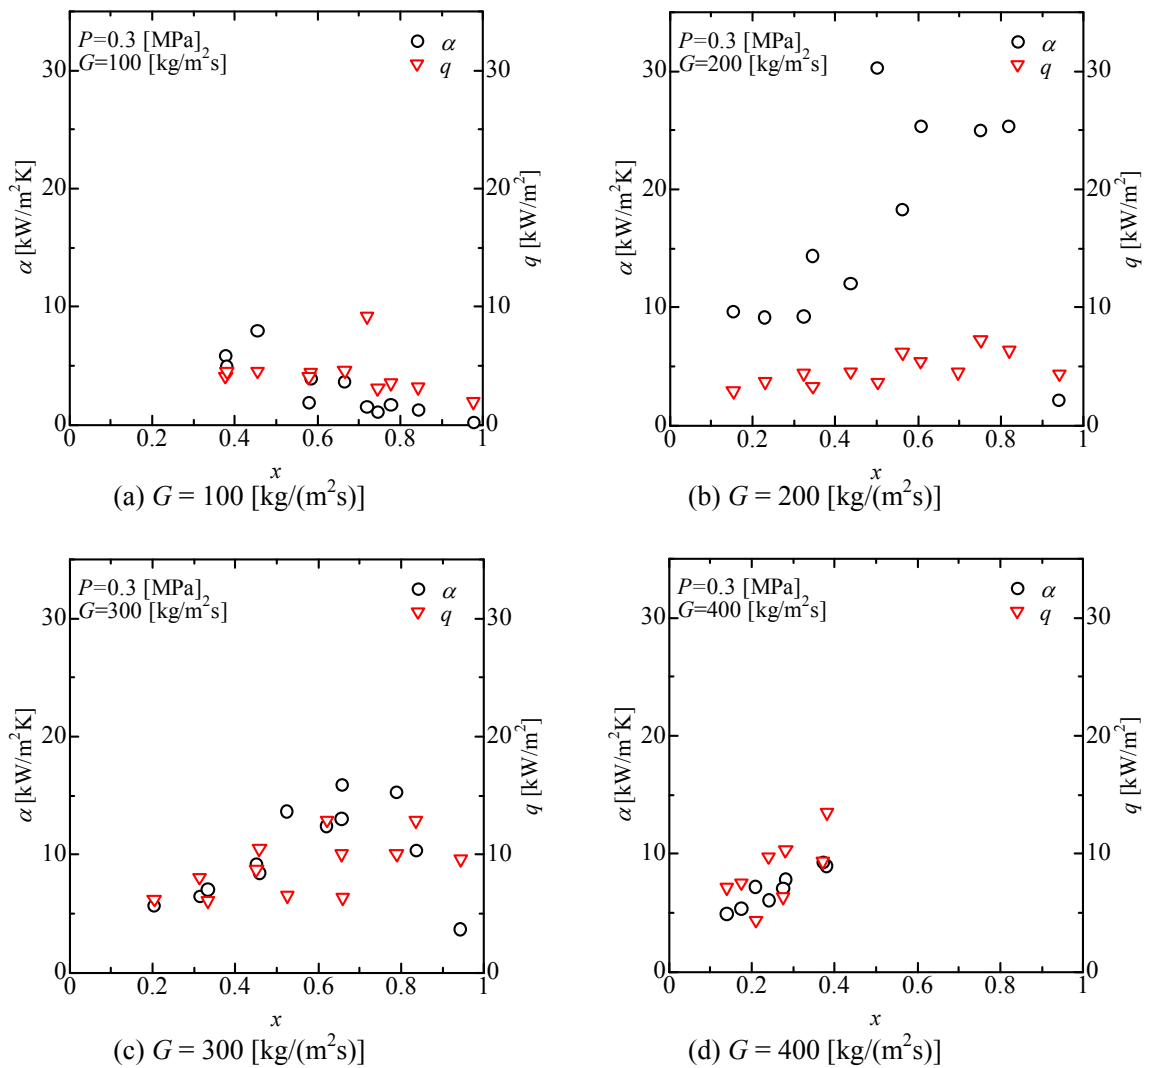 P=0.3 [MPa]
G=100 [kg/m²s]
α
q
30
20
10
0
α [kW/m²K]
30
20
10
0
q [kW/m²]
0 0.2 0.4 0.6 0.8 1
x
(a) G = 100 [kg/(m²s)]
P=0.3 [MPa]
G=200 [kg/m²s]
α
q
30
20
10
0
α [kW/m²K]
30
20
10
0
q [kW/m²]
0 0.2 0.4 0.6 0.8 1
x
(b) G = 200 [kg/(m²s)]
P=0.3 [MPa]
G=300 [kg/m²s]
α
q
30
20
10
0
α [kW/m²K]
30
20
10
0
q [kW/m²]
0 0.2 0.4 0.6 0.8 1
x
(c) G = 300 [kg/(m²s)]
P=0.3 [MPa]
G=400 [kg/m²s]
α
q
30
20
10
0
α [kW/m²K]
30
20
10
0
q [kW/m²]
0 0.2 0.4 0.6 0.8 1
x
(d) G = 400 [kg/(m²s)]